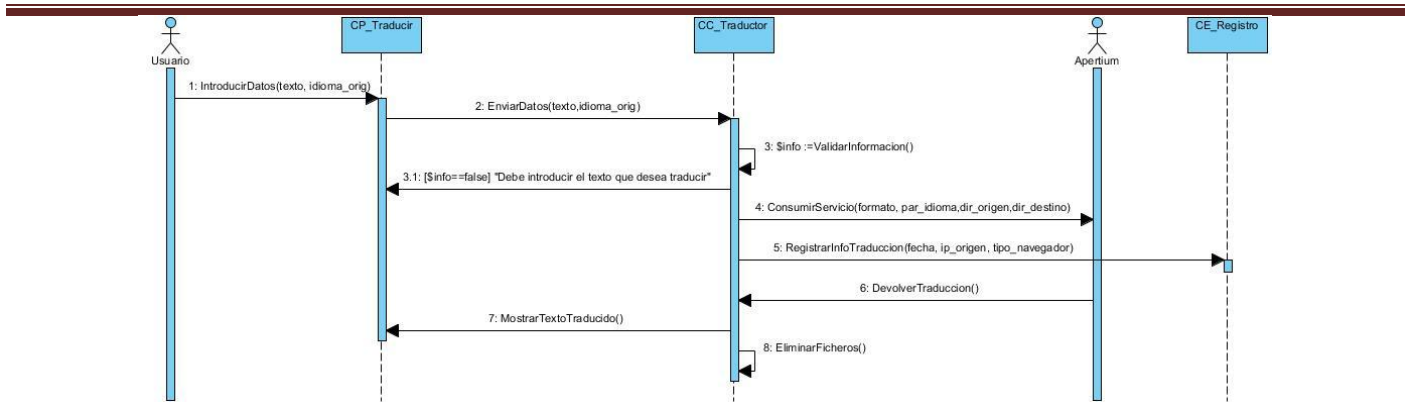 CP_Traducir
CC_Traductor
CE_Registro
Usuario
Apertium
1: IntroducirDatos(texto, idioma_orig)
2: EnviarDatos(texto,idioma_orig)
3: $info :=ValidarInformacion()
3.1: [$info==false] "Debe introducir el texto que desea traducir"
4: ConsumirServicio(formato, par_idioma,dir_origen,dir_destino)
5: RegistrarInfoTraduccion(fecha, ip_origen, tipo_navegador)
6: DevolverTraduccion()
7: MostrarTextoTraducido()
8: EliminarFicheros()